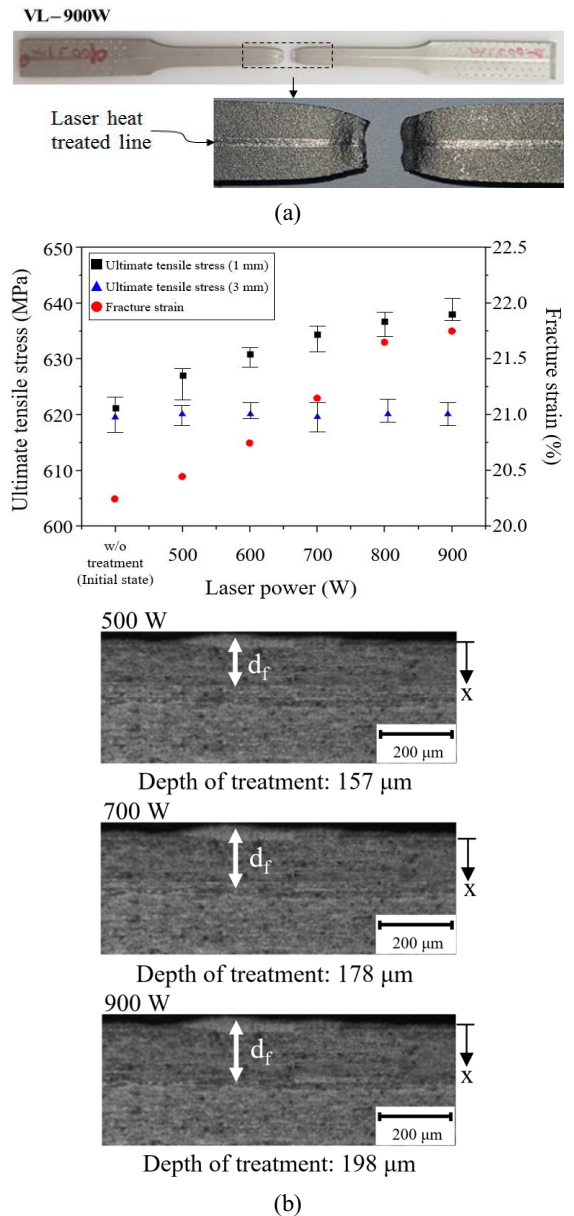 VL–900W
Laser heat
treated line
(a)
650
640
630
620
610
600
Ultimate tensile stress (MPa)
Ultimate tensile stress (1 mm)
Ultimate tensile stress (3 mm)
Fracture strain
22.5
22.0
21.5
21.0
20.5
20.0
Fracture strain (%)
w/o
treatment
(Initial state)
500
600
700
800
900
Laser power (W)
500 W
d_f
x
200 μm
Depth of treatment: 157 μm
700 W
d_f
x
200 μm
Depth of treatment: 178 μm
900 W
d_f
x
200 μm
Depth of treatment: 198 μm
(b)